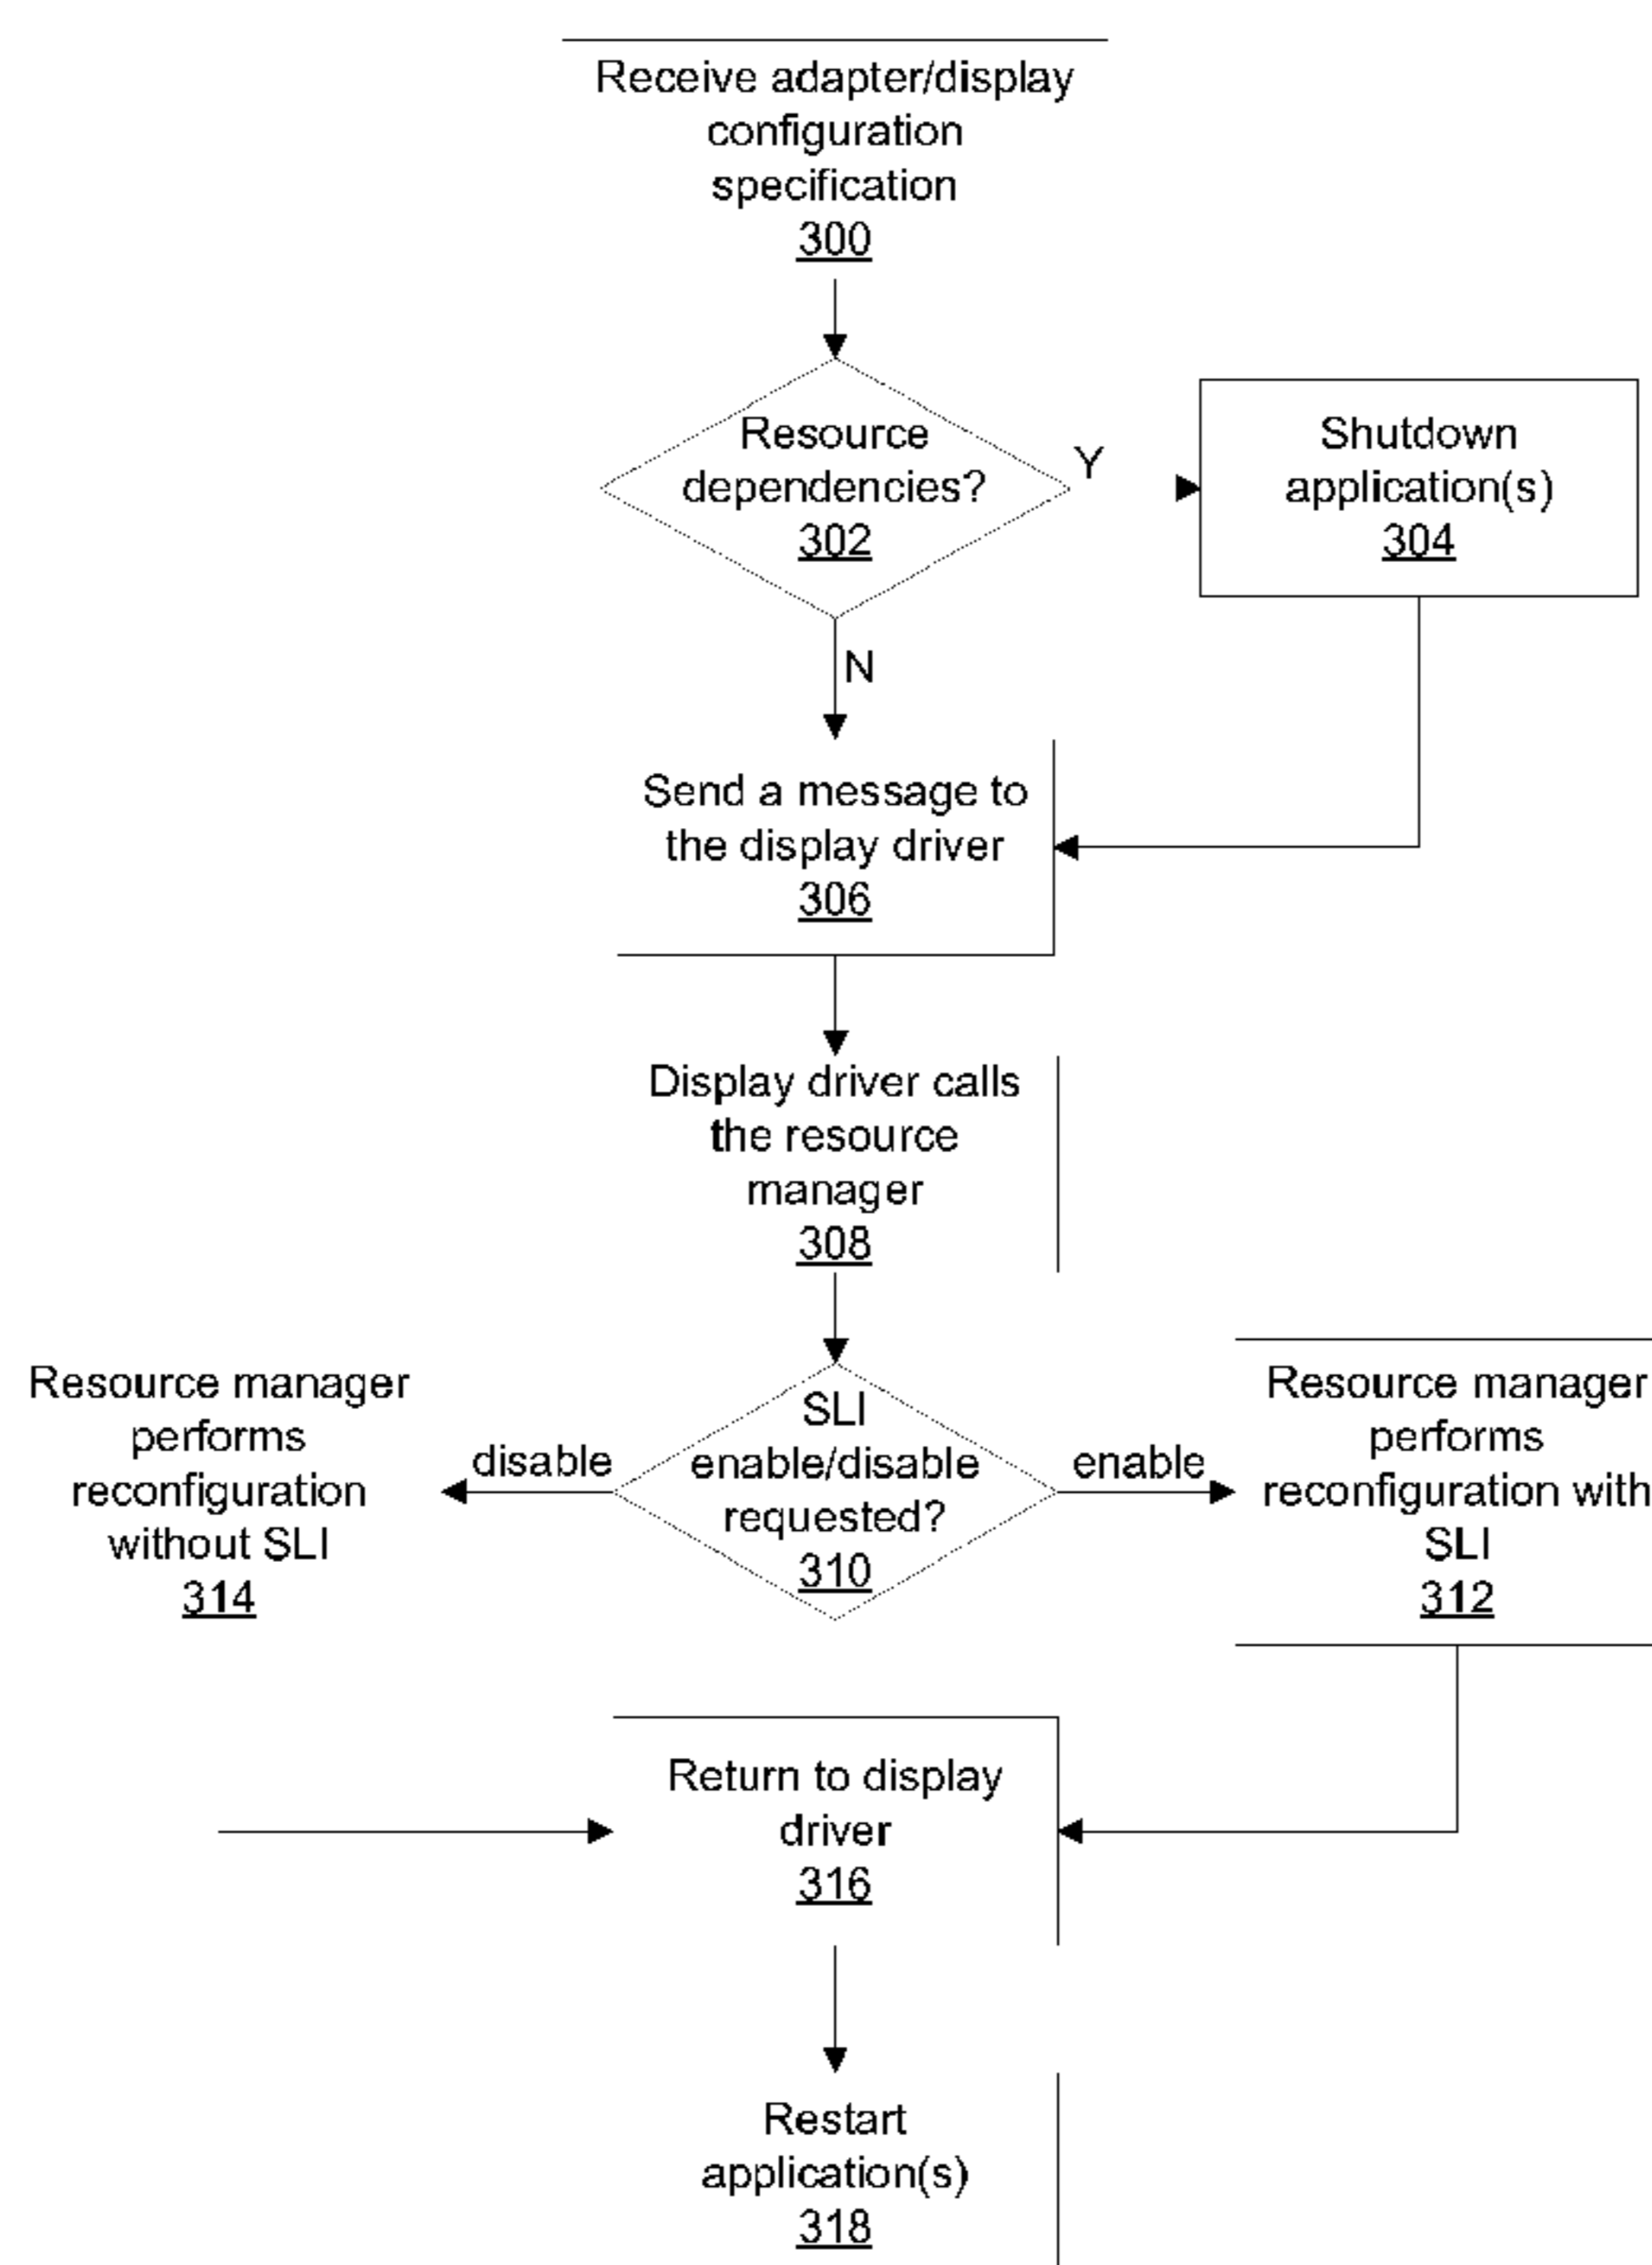 Receive adapter/display
configuration
specification
300
Resource
dependencies?
302
Y
Shutdown
application(s)
304
N
Send a message to
the display driver
306
Display driver calls
the resource
manager
308
Resource manager
performs
reconfiguration
without SLI
314
disable
SLI
enable/disable
requested?
310
enable
Resource manager
performs
reconfiguration with
SLI
312
Return to display
driver
316
Restart
application(s)
318